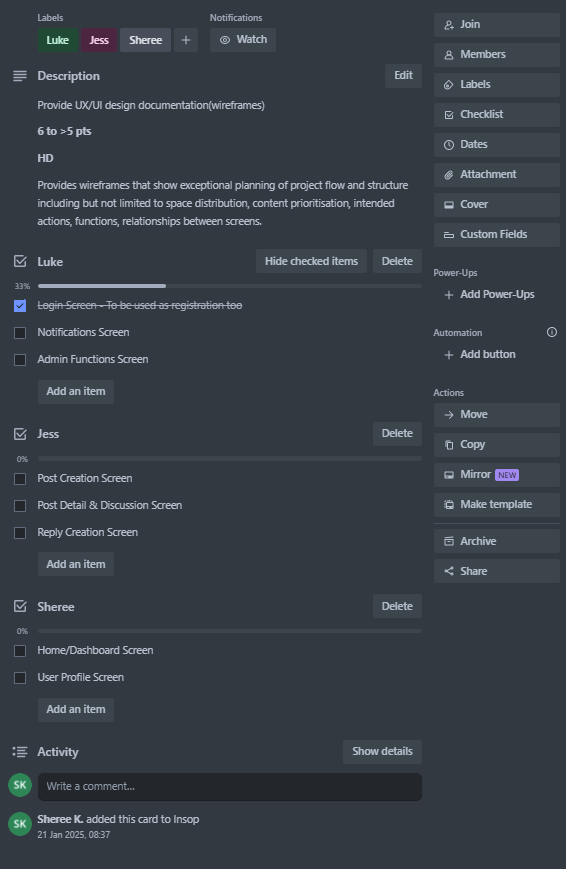 Labels
Notifications
Luke
Jess
Sheree
Watch
Description
Edit
Provide UX/UI design documentation(wireframes)
6 to >5 pts
HD
Provides wireframes that show exceptional planning of project flow and structure
including but not limited to space distribution, content prioritisation, intended
actions, functions, relationships between screens.
Luke
Hide checked items
Delete
33%
Login Screen - To be used as registration too
Notifications Screen
Admin Functions Screen
Add an item
Jess
Delete
0%
Post Creation Screen
Post Detail & Discussion Screen
Reply Creation Screen
Add an item
Sheree
Delete
0%
Home/Dashboard Screen
User Profile Screen
Add an item
Activity
Show details
SK
Write a comment...
SK
Sheree K. added this card to Insop
21 Jan 2025, 08:37
Join
Members
Labels
Checklist
Dates
Attachment
Cover
Custom Fields
Power-Ups
Add Power-Ups
Automation
Add button
Actions
Move
Copy
Mirror NEW
Make template
Archive
Share